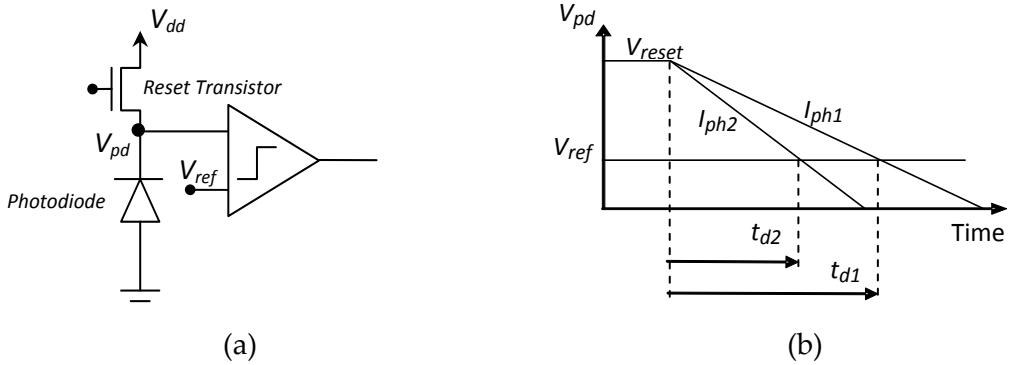 V_dd
Reset Transistor
V_pd
V_ref
Photodiode
(a)
V_pd
V_reset
I_ph2
I_ph1
V_ref
Time
t_d2
t_d1
(b)